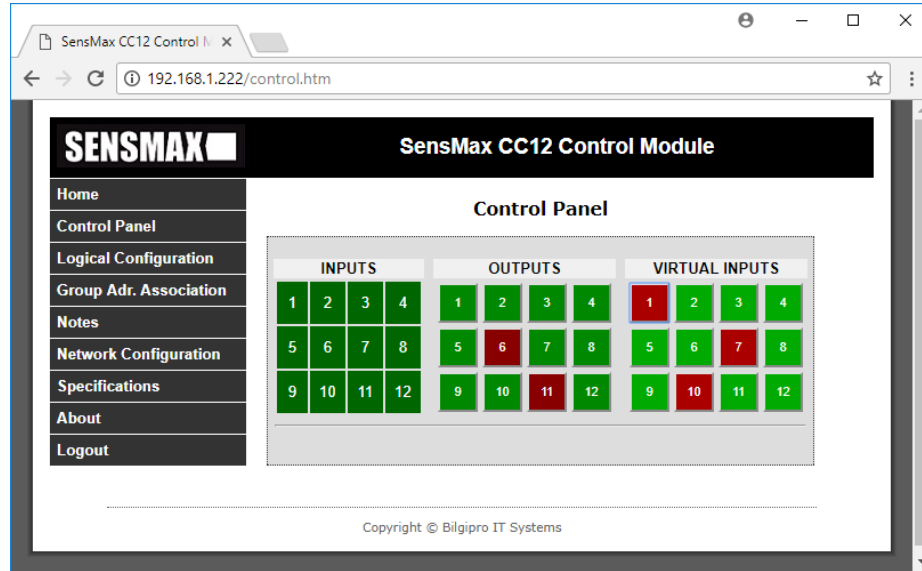 SensMax CC12 Control M
192.168.1.222/control.htm
SENSMAX
SensMax CC12 Control Module
Home
Control Panel
Logical Configuration
Group Adr. Association
Notes
Network Configuration
Specifications
About
Logout
Control Panel
INPUTS
1 2 3 4
5 6 7 8
9 10 11 12
OUTPUTS
1 2 3 4
5 6 7 8
9 10 11 12
VIRTUAL INPUTS
1 2 3 4
5 6 7 8
9 10 11 12
Copyright © Bilgipro IT Systems